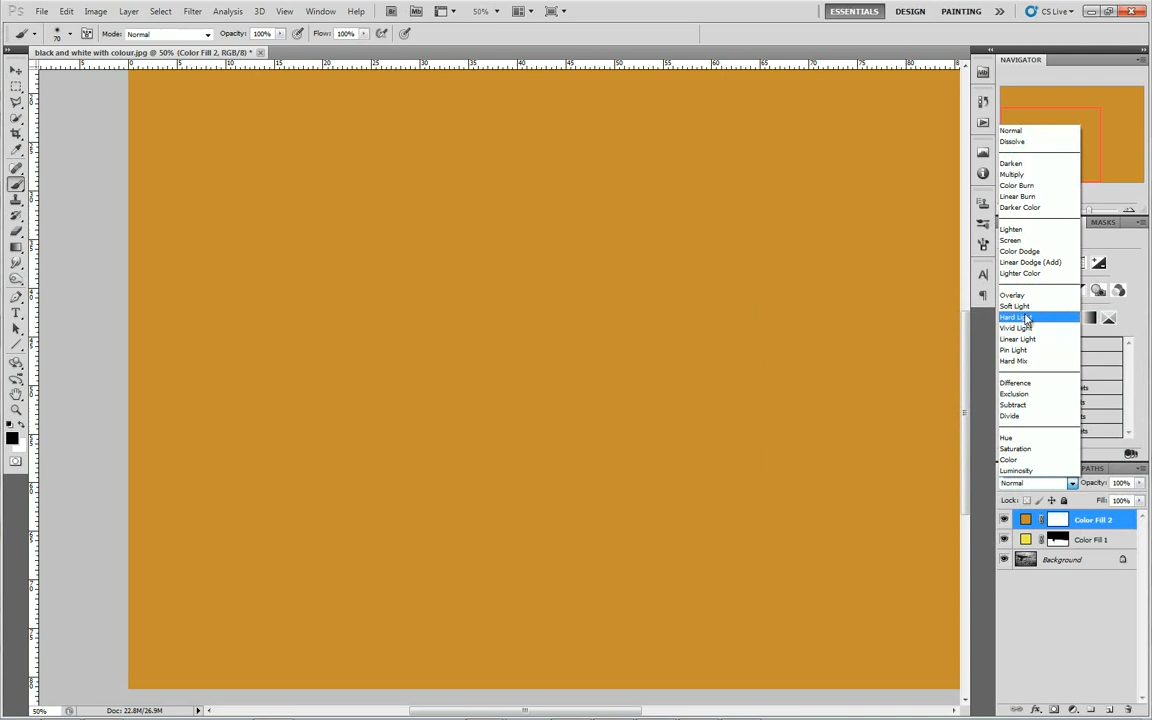 Ps File Edit Image Layer Select Filter Analysis 3D View Window Help Br Mb 50% ESSENTIALS DESIGN PAINTING CS Live
70 Mode: Normal Opacity: 100% Flow: 100%
black and white with colour.jpg @ 50% (Color Fill 2, RGB/8) *
NAVIGATOR
Normal
Dissolve
Darken
Multiply
Color Burn
Linear Burn
Darker Color
MASKS
Lighten
Screen
Color Dodge
Linear Dodge (Add)
Lighter Color
Overlay
Soft Light
Hard Light
Vivid Light
Linear Light
Pin Light
Hard Mix
Difference
Exclusion
Subtract
Divide
Hue
Saturation
Color
Luminosity
PATHS
Normal Opacity: 100%
Lock: Fill: 100%
Color Fill 2
Color Fill 1
Background
50% Doc: 22.8M/26.9M